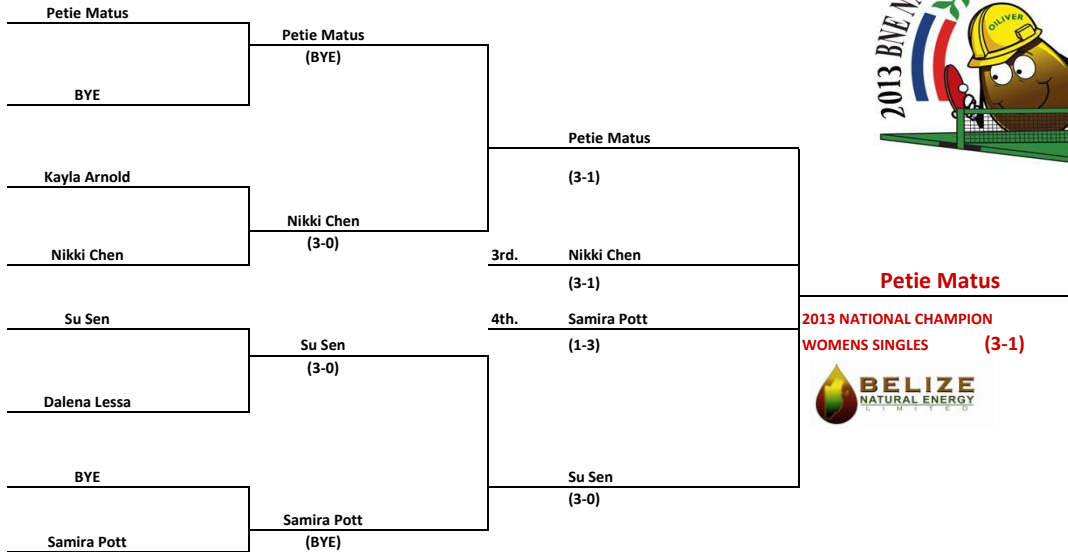 Petie Matus
BYE
Kayla Arnold
Nikki Chen
Su Sen
Dalena Lessa
BYE
Samira Pott
Petie Matus
(BYE)
Nikki Chen
(3-0)
Su Sen
(3-0)
Samira Pott
(BYE)
Petie Matus
(3-1)
3rd. Nikki Chen
(3-1)
4th. Samira Pott
(1-3)
Su Sen
(3-0)
2013 BNE
OILIVER
Petie Matus
2013 NATIONAL CHAMPION
WOMENS SINGLES (3-1)
BELIZE
NATURAL ENERGY
LIMITED